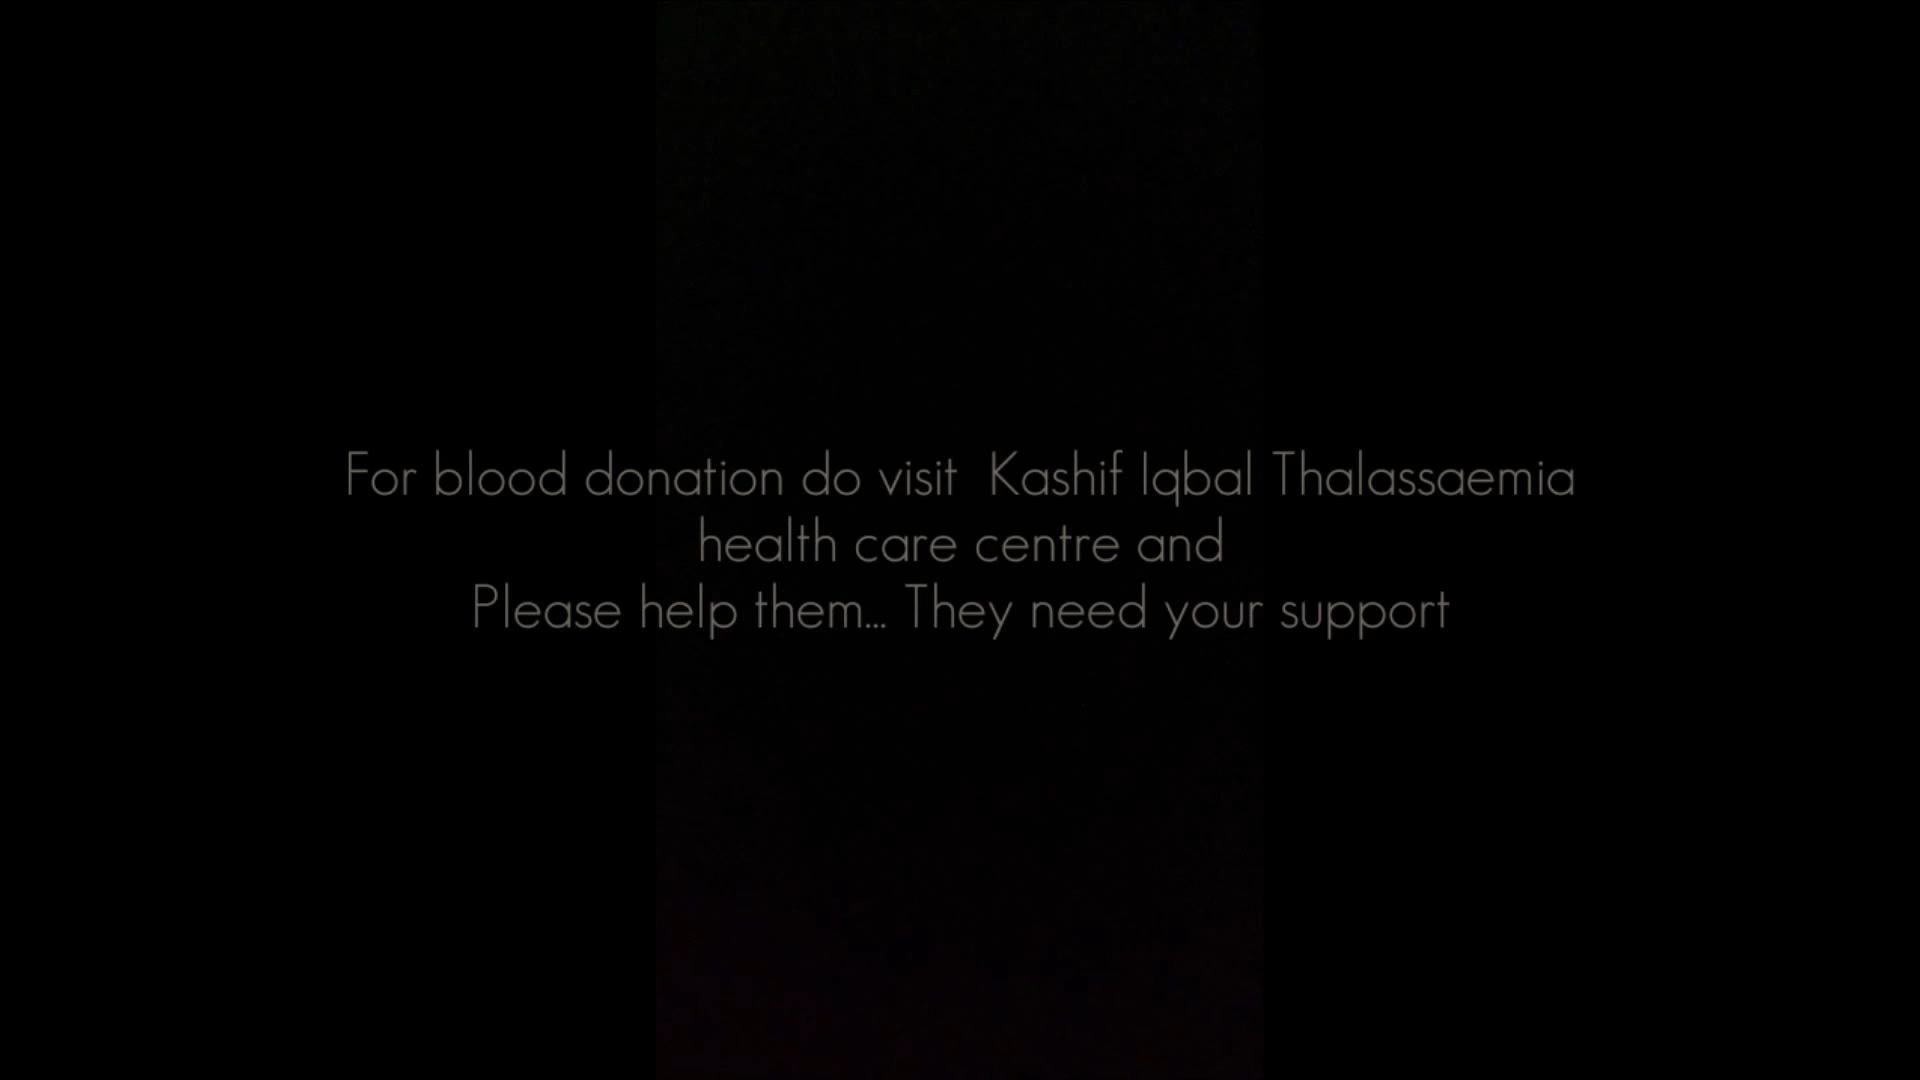 For blood donation do visit  Kashif Iqbal Thalassaemia
health care centre and
Please help them... They need your support